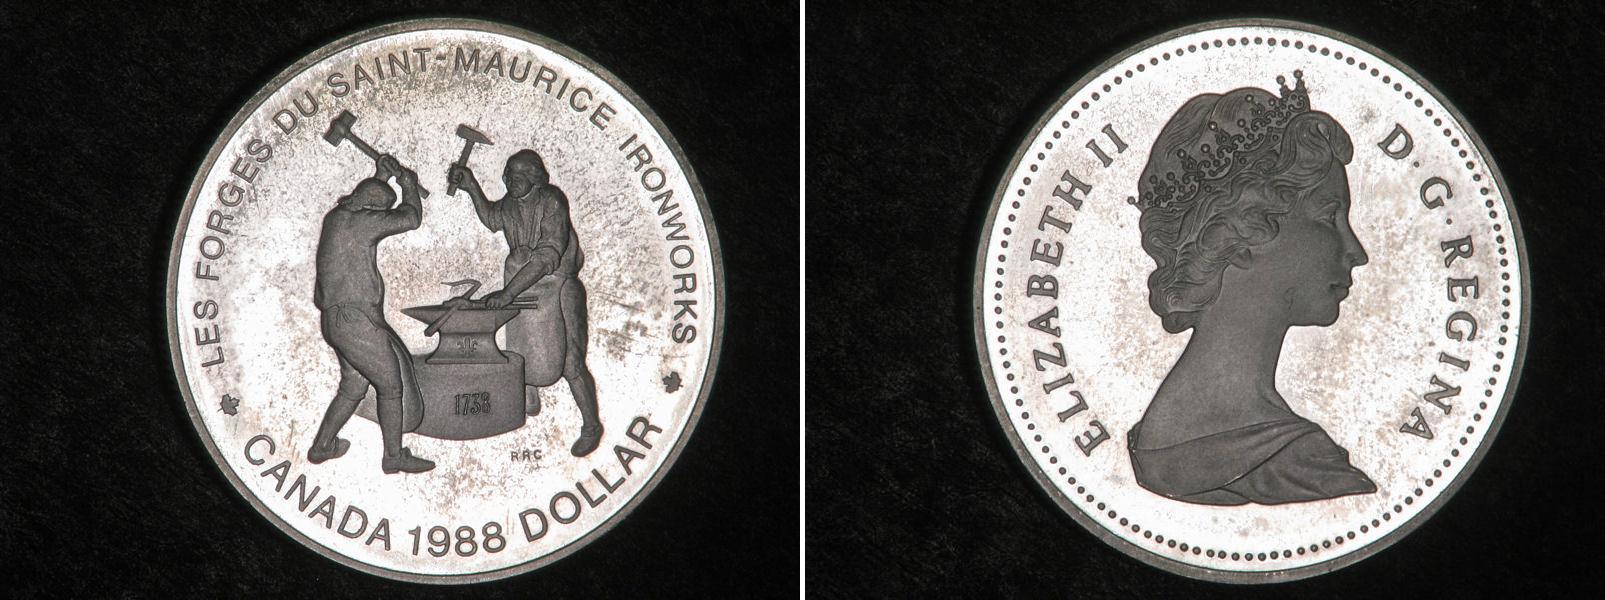 LES FORGES DU SAINT-MAURICE IRONWORKS
1738
RRC
CANADA 1988 DOLLAR
ELIZABETH II
D·G·REGINA